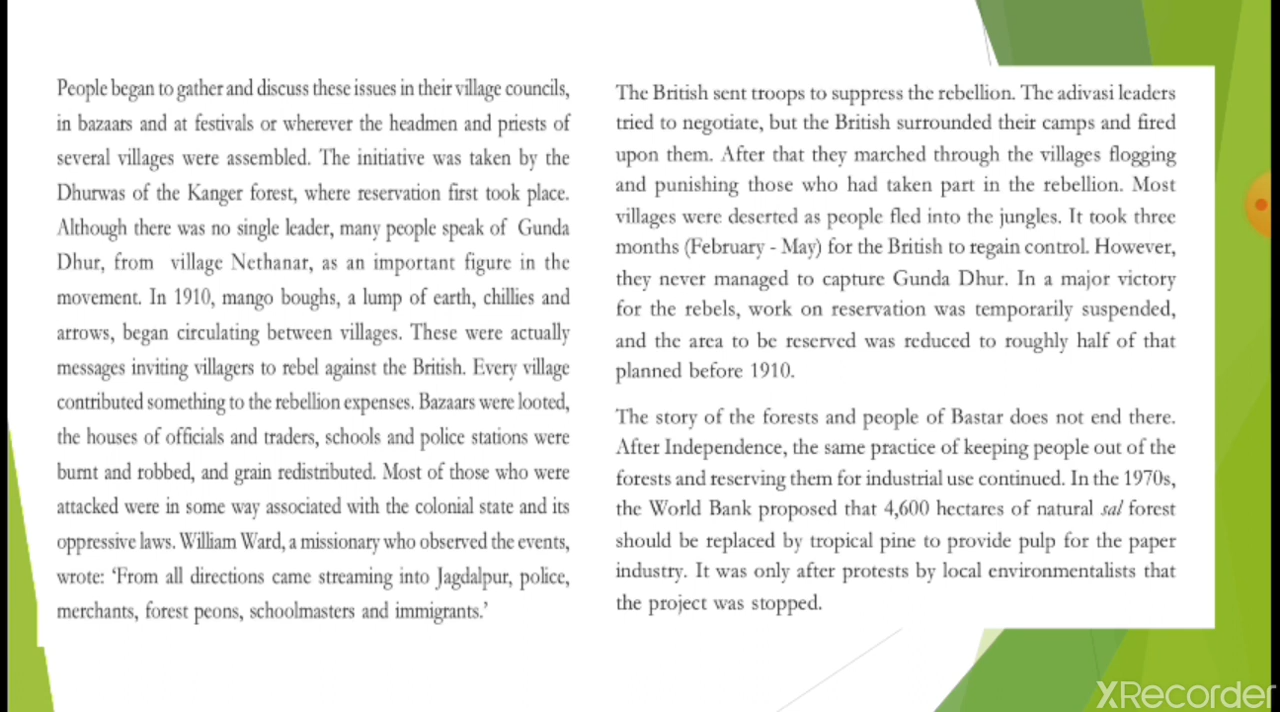 People began to gather and discuss these issues in their village councils,
in bazaars and at festivals or wherever the headmen and priests of
several villages were assembled. The initiative was taken by the
Dhurwas of the Kanger forest, where reservation first took place.
Although there was no single leader, many people speak of Gunda
Dhur, from village Nethanar, as an important figure in the
movement. In 1910, mango boughs, a lump of earth, chillies and
arrows, began circulating between villages. These were actually
messages inviting villagers to rebel against the British. Every village
contributed something to the rebellion expenses. Bazaars were looted,
the houses of officials and traders, schools and police stations were
burnt and robbed, and grain redistributed. Most of those who were
attacked were in some way associated with the colonial state and its
oppressive laws. William Ward, a missionary who observed the events,
wrote: ‘From all directions came streaming into Jagdalpur, police,
merchants, forest peons, schoolmasters and immigrants.’
The British sent troops to suppress the rebellion. The adivasi leaders
tried to negotiate, but the British surrounded their camps and fired
upon them. After that they marched through the villages flogging
and punishing those who had taken part in the rebellion. Most
villages were deserted as people fled into the jungles. It took three
months (February - May) for the British to regain control. However,
they never managed to capture Gunda Dhur. In a major victory
for the rebels, work on reservation was temporarily suspended,
and the area to be reserved was reduced to roughly half of that
planned before 1910.
The story of the forests and people of Bastar does not end there.
After Independence, the same practice of keeping people out of the
forests and reserving them for industrial use continued. In the 1970s,
the World Bank proposed that 4,600 hectares of natural sal forest
should be replaced by tropical pine to provide pulp for the paper
industry. It was only after protests by local environmentalists that
the project was stopped.
XRecorder